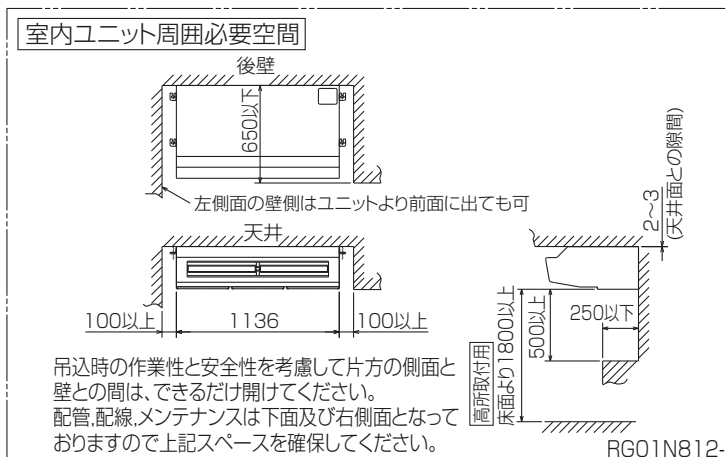 室内ユニット周囲必要空間
後壁
650以下
左側面の壁側はユニットより前面に出ても可
天井
100以上
1136
100以上
2~3
(天井面との隙間)
250以下
500以上
床面より1800以上
高所取付用
吊込時の作業性と安全性を考慮して片方の側面と
壁との間は、できるだけ開けてください。
配管,配線,メンテナンスは下面及び右側面となって
おりますので上記スペースを確保してください。
RG01N812-